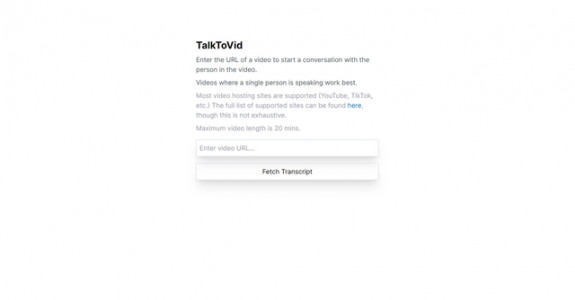 TalkToVid
Enter the URL of a video to start a conversation with the
person in the video.
Videos where a single person is speaking work best.
Most video hosting sites are supported (YouTube, TikTok,
etc.) The full list of supported sites can be found here,
though this is not exhaustive.
Maximum video length is 20 mins.
Enter video URL...
Fetch Transcript